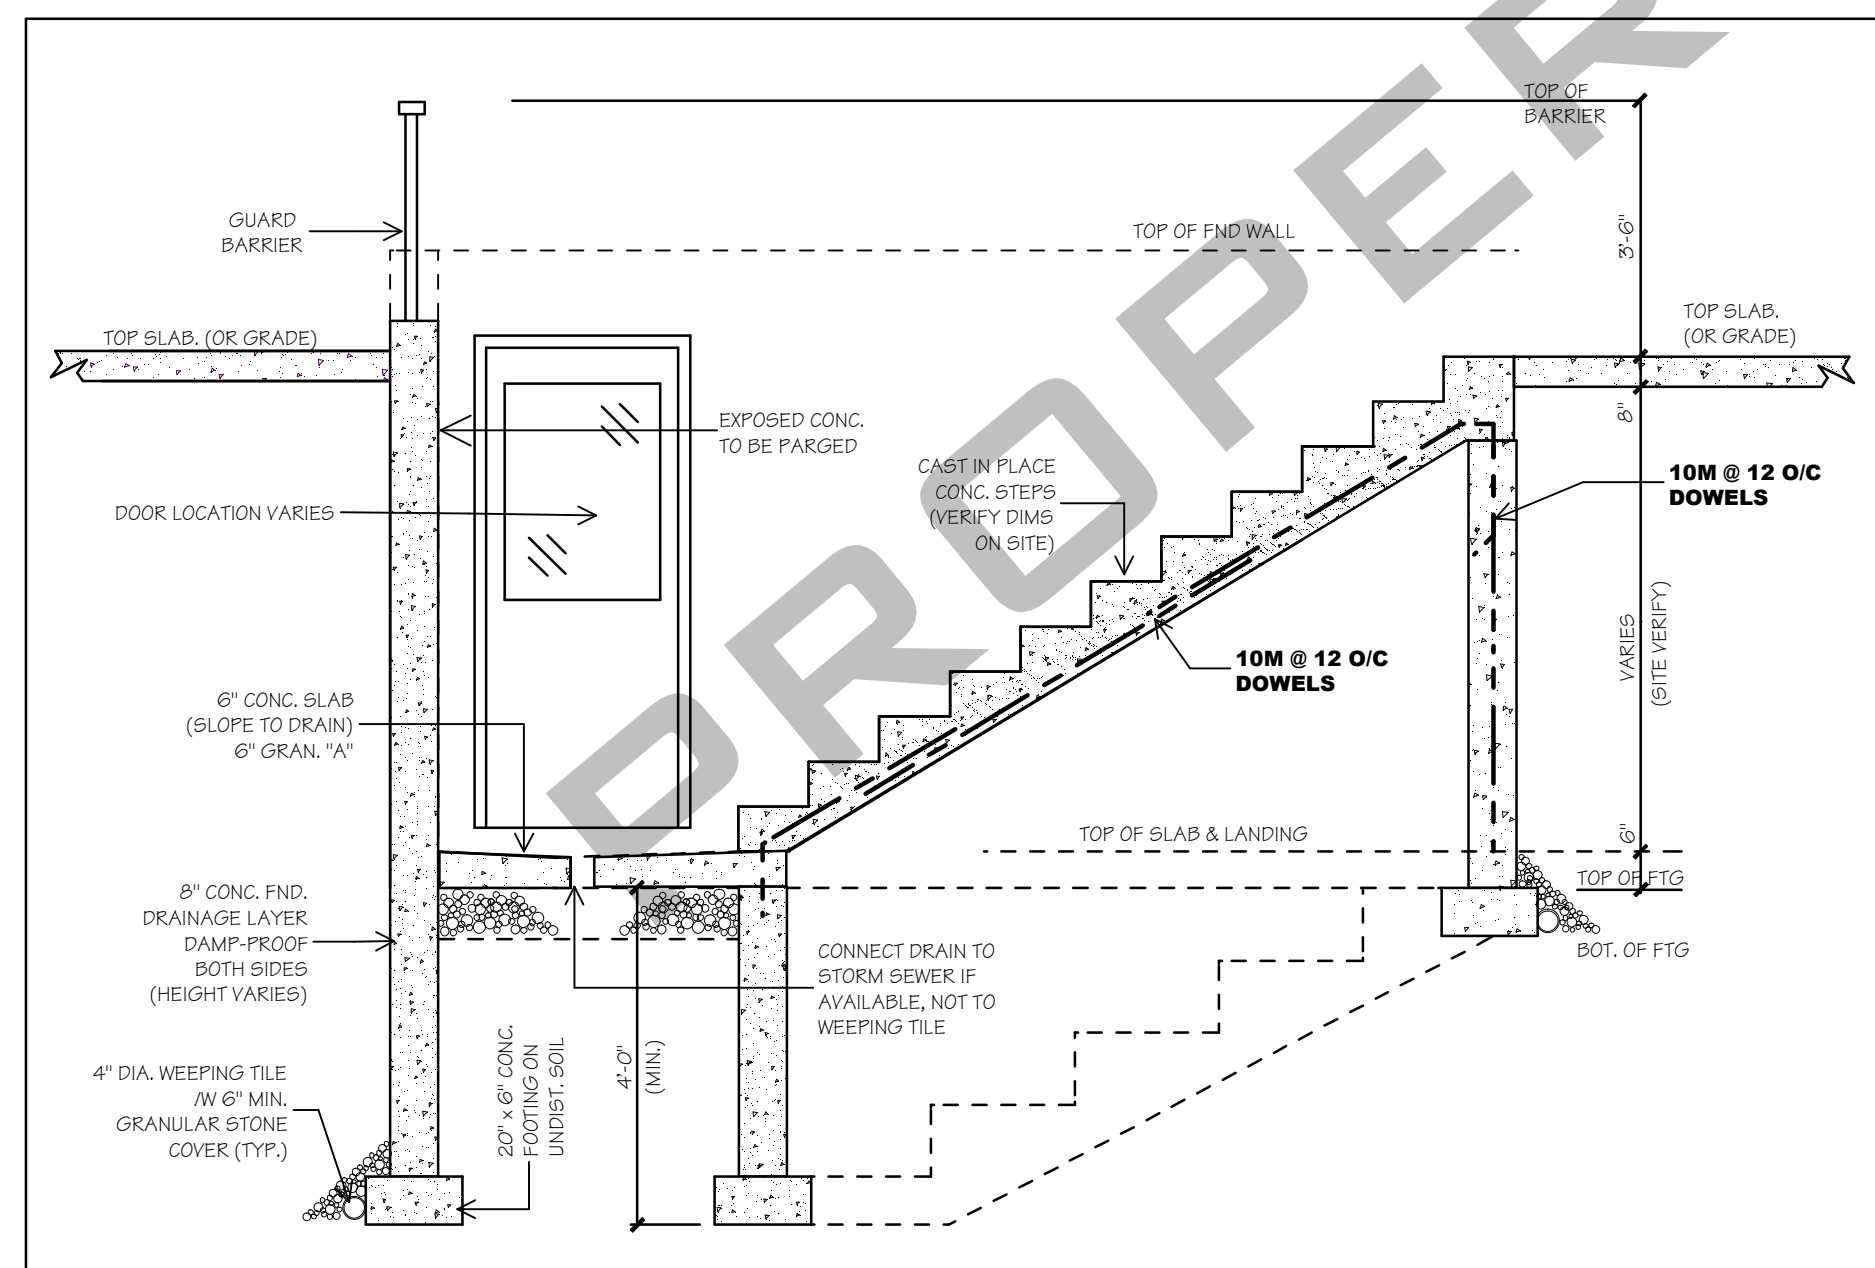 TOP OF
BARRIER
GUARD
BARRIER
TOP OF FND WALL
3'-6"
TOP SLAB. (OR GRADE)
TOP SLAB.
(OR GRADE)
8"
EXPOSED CONC.
TO BE PARGED
CAST IN PLACE
CONC. STEPS
(VERIFY DIMS
ON SITE)
10M @ 12 O/C
DOWELS
DOOR LOCATION VARIES
VARIES
(SITE VERIFY)
10M @ 12 O/C
DOWELS
6" CONC. SLAB
(SLOPE TO DRAIN)
6" GRAN. "A"
TOP OF SLAB & LANDING
6"
TOP OF FTG
8" CONC. FND.
DRAINAGE LAYER
DAMP-PROOF
BOTH SIDES
(HEIGHT VARIES)
CONNECT DRAIN TO
STORM SEWER IF
AVAILABLE, NOT TO
WEEPING TILE
BOT. OF FTG
4" DIA. WEEPING TILE
/W 6" MIN.
GRANULAR STONE
COVER (TYP.)
20" x 6" CONC.
FOOTING ON
UNDIST. SOIL
4'-0"
(MIN.)
PROPER